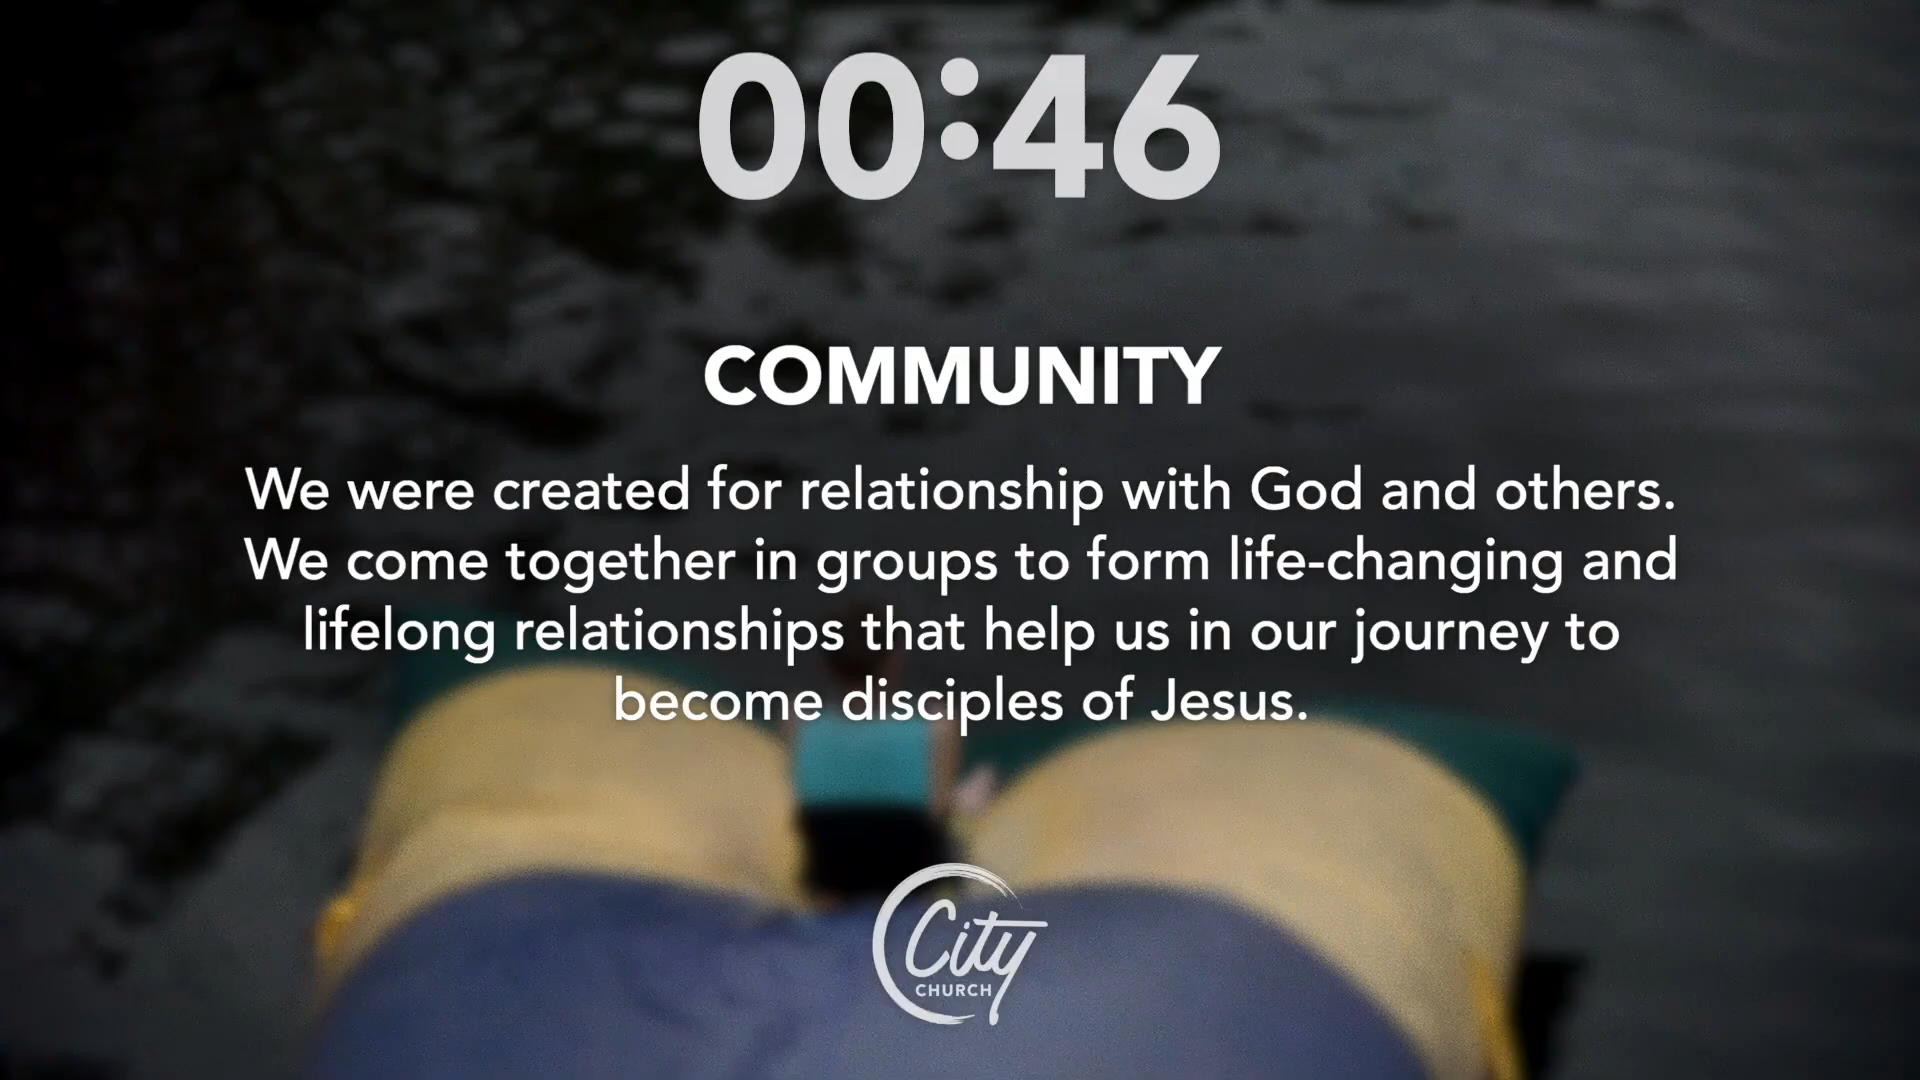 00:46
COMMUNITY
We were created for relationship with God and others.
We come together in groups to form life-changing and
lifelong relationships that help us in our journey to
become disciples of Jesus.
City
CHURCH